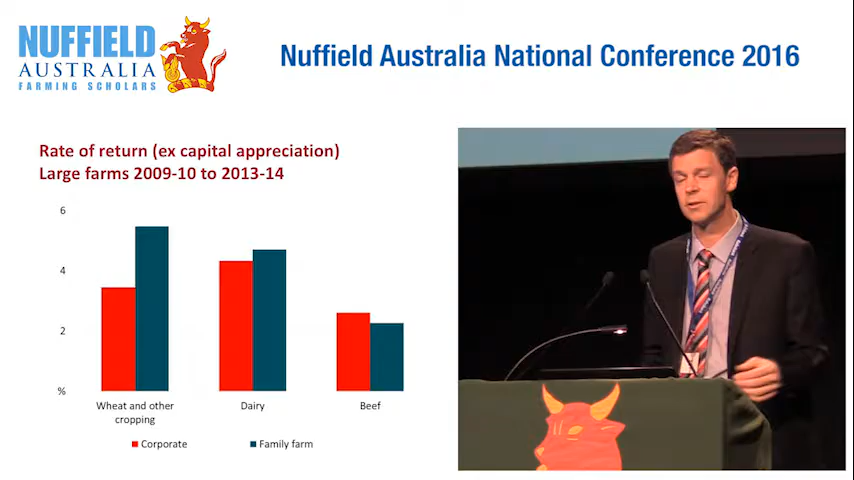 NUFFIELD
AUSTRALIA
FARMING SCHOLARS
Nuffield Australia National Conference 2016
Rate of return (ex capital appreciation)
Large farms 2009-10 to 2013-14
6
4
2
%
Wheat and other
cropping
Dairy
Beef
Corporate
Family farm